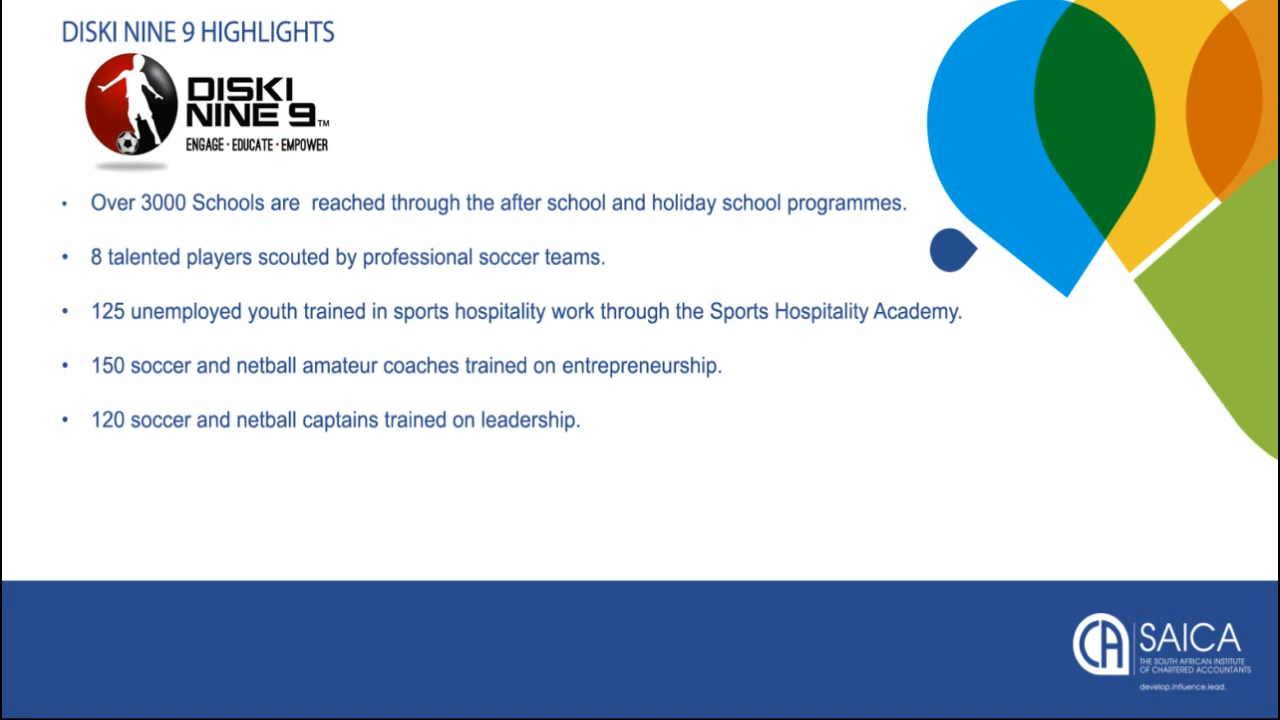 DISKI NINE 9 HIGHLIGHTS
DISKI
NINE 9 TM
ENGAGE · EDUCATE · EMPOWER
• Over 3000 Schools are  reached through the after school and holiday school programmes.
• 8 talented players scouted by professional soccer teams.
• 125 unemployed youth trained in sports hospitality work through the Sports Hospitality Academy.
• 150 soccer and netball amateur coaches trained on entrepreneurship.
• 120 soccer and netball captains trained on leadership.
CA SAICA
THE SOUTH AFRICAN INSTITUTE
OF CHARTERED ACCOUNTANTS
develop.influence.lead.